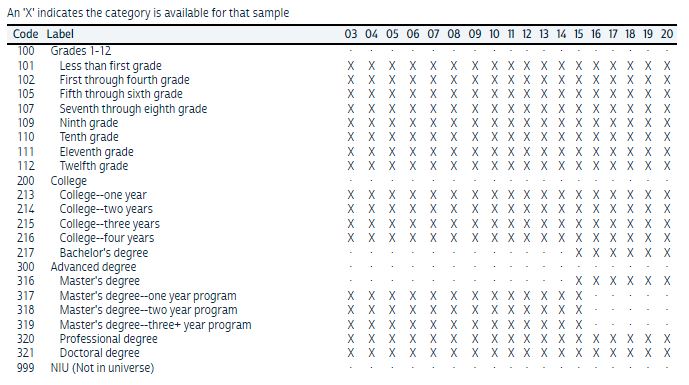 An 'X' indicates the category is available for that sample
Code Label 03 04 05 06 07 08 09 10 11 12 13 14 15 16 17 18 19 20
100 Grades 1-12 · · · · · · · · · · · · · · · · · ·
101 Less than first grade X X X X X X X X X X X X X X X X X X
102 First through fourth grade X X X X X X X X X X X X X X X X X X
105 Fifth through sixth grade X X X X X X X X X X X X X X X X X X
107 Seventh through eighth grade X X X X X X X X X X X X X X X X X X
109 Ninth grade X X X X X X X X X X X X X X X X X X
110 Tenth grade X X X X X X X X X X X X X X X X X X
111 Eleventh grade X X X X X X X X X X X X X X X X X X
112 Twelfth grade X X X X X X X X X X X X X X X X X X
200 College · · · · · · · · · · · · · · · · · ·
213 College--one year X X X X X X X X X X X X X X X X X X
214 College--two years X X X X X X X X X X X X X X X X X X
215 College--three years X X X X X X X X X X X X X X X X X X
216 College--four years X X X X X X X X X X X X X X X X X X
217 Bachelor's degree · · · · · · · · · · · · X X X X X X
300 Advanced degree · · · · · · · · · · · · · · · · · ·
316 Master's degree · · · · · · · · · · · · X X X X X X
317 Master's degree--one year program X X X X X X X X X X X X X · · · · ·
318 Master's degree--two year program X X X X X X X X X X X X X · · · · ·
319 Master's degree--three+ year program X X X X X X X X X X X X X · · · · ·
320 Professional degree X X X X X X X X X X X X X X X X X X
321 Doctoral degree X X X X X X X X X X X X X X X X X X
999 NIU (Not in universe) · · · · · · · · · · · · · · · · · ·